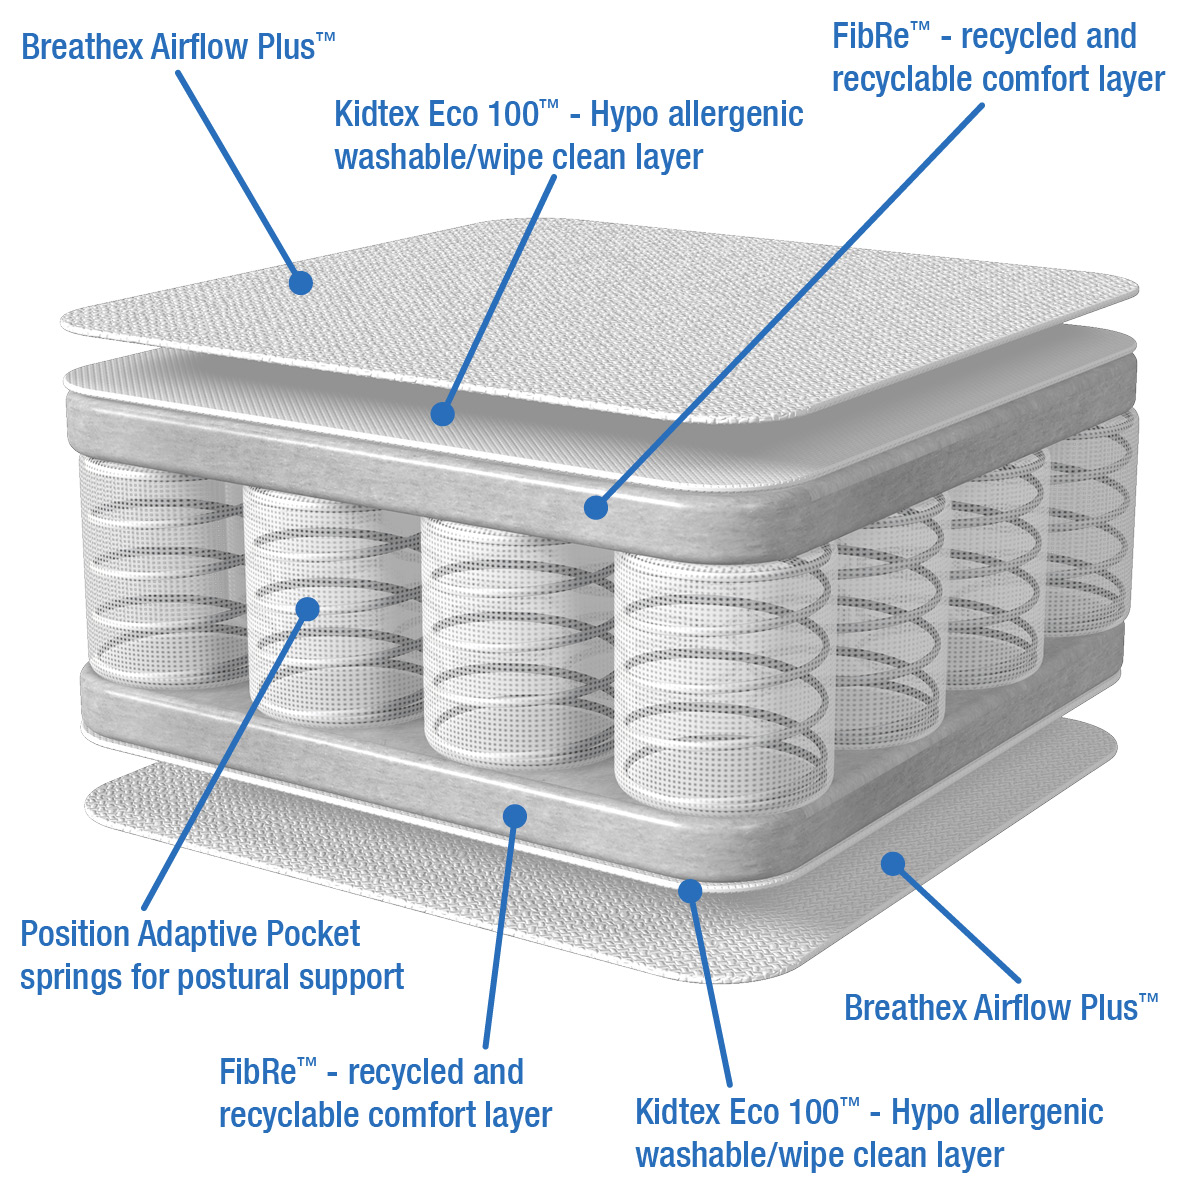 Breathex Airflow Plus™
FibRe™ - recycled and
recyclable comfort layer
Kidtex Eco 100™ - Hypo allergenic
washable/wipe clean layer
Position Adaptive Pocket
springs for postural support
Breathex Airflow Plus™
FibRe™ - recycled and
recyclable comfort layer
Kidtex Eco 100™ - Hypo allergenic
washable/wipe clean layer